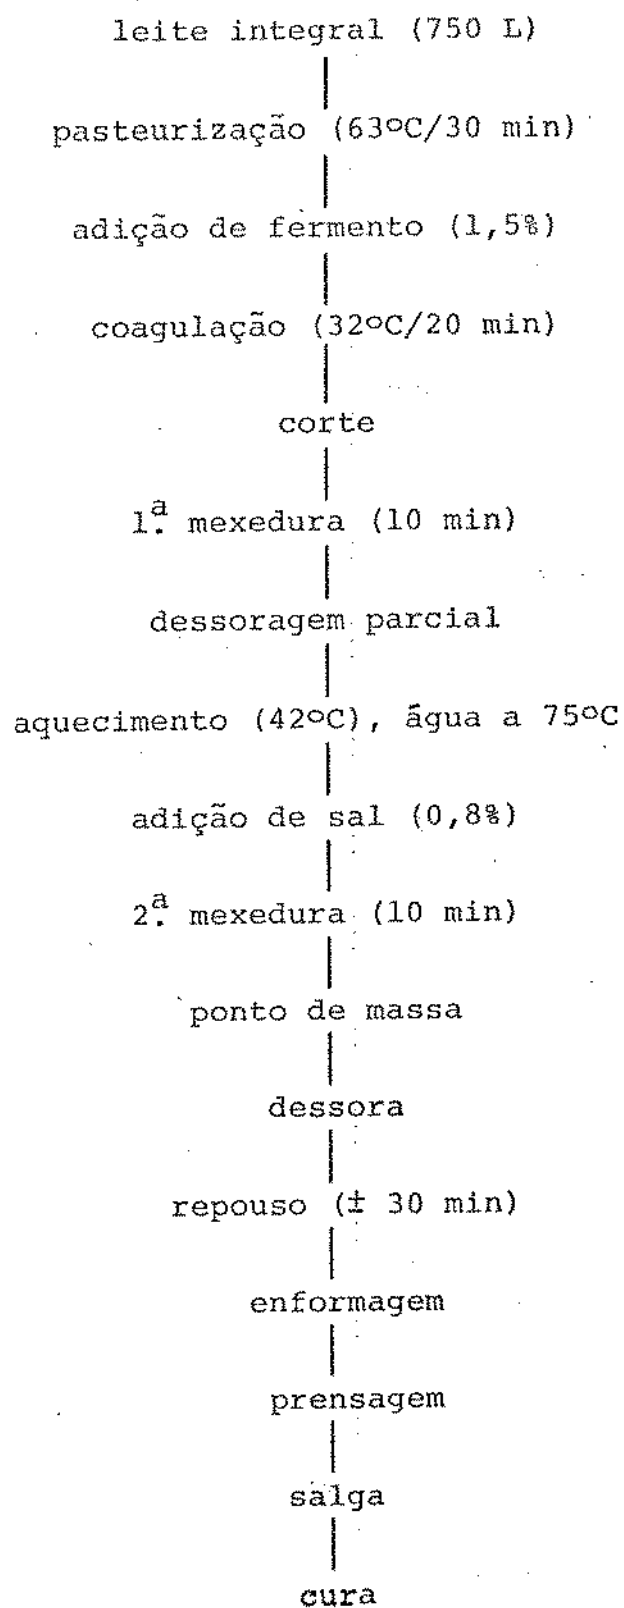 leite integral (750 L)
pasteurização (63ºC/30 min)
adição de fermento (1,5%)
coagulação (32ºC/20 min)
corte
1.ª mexedura (10 min)
dessoragem parcial
aquecimento (42ºC), água a 75ºC
adição de sal (0,8%)
2.ª mexedura (10 min)
ponto de massa
dessora
repouso (± 30 min)
enformagem
prensagem
salga
cura